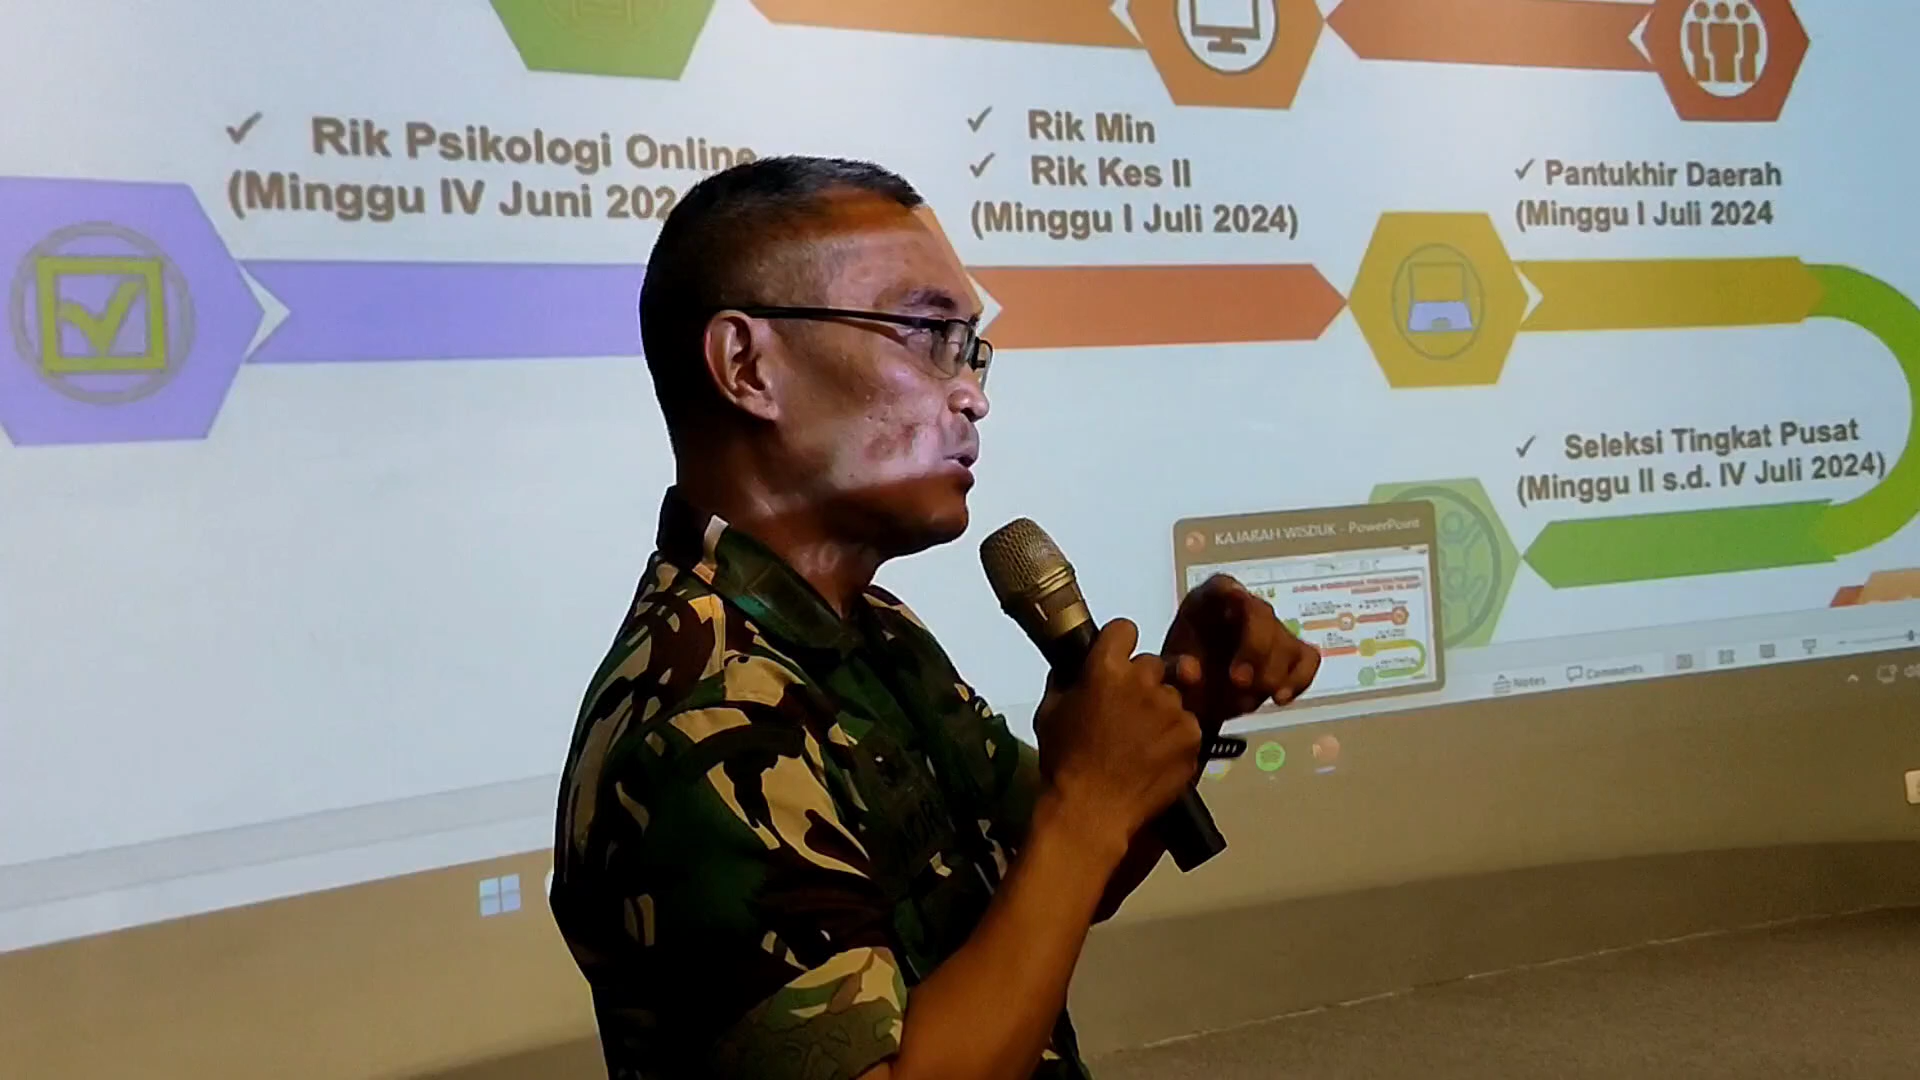 ✓ Rik Psikologi Online
(Minggu IV Juni 202
✓ Rik Min
✓ Rik Kes II
(Minggu I Juli 2024)
✓ Pantukhir Daerah
(Minggu I Juli 2024
✓ Seleksi Tingkat Pusat
(Minggu II s.d. IV Juli 2024)
KAJARAH WISDUK - PowerPoint
Notes
Comments